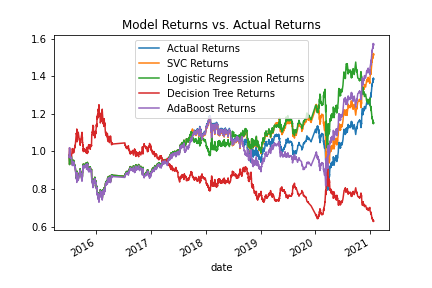 Model Returns vs. Actual Returns
1.6
1.4
1.2
1.0
0.8
0.6
Actual Returns
SVC Returns
Logistic Regression Returns
Decision Tree Returns
AdaBoost Returns
2016
2017
2018
2019
2020
2021
date